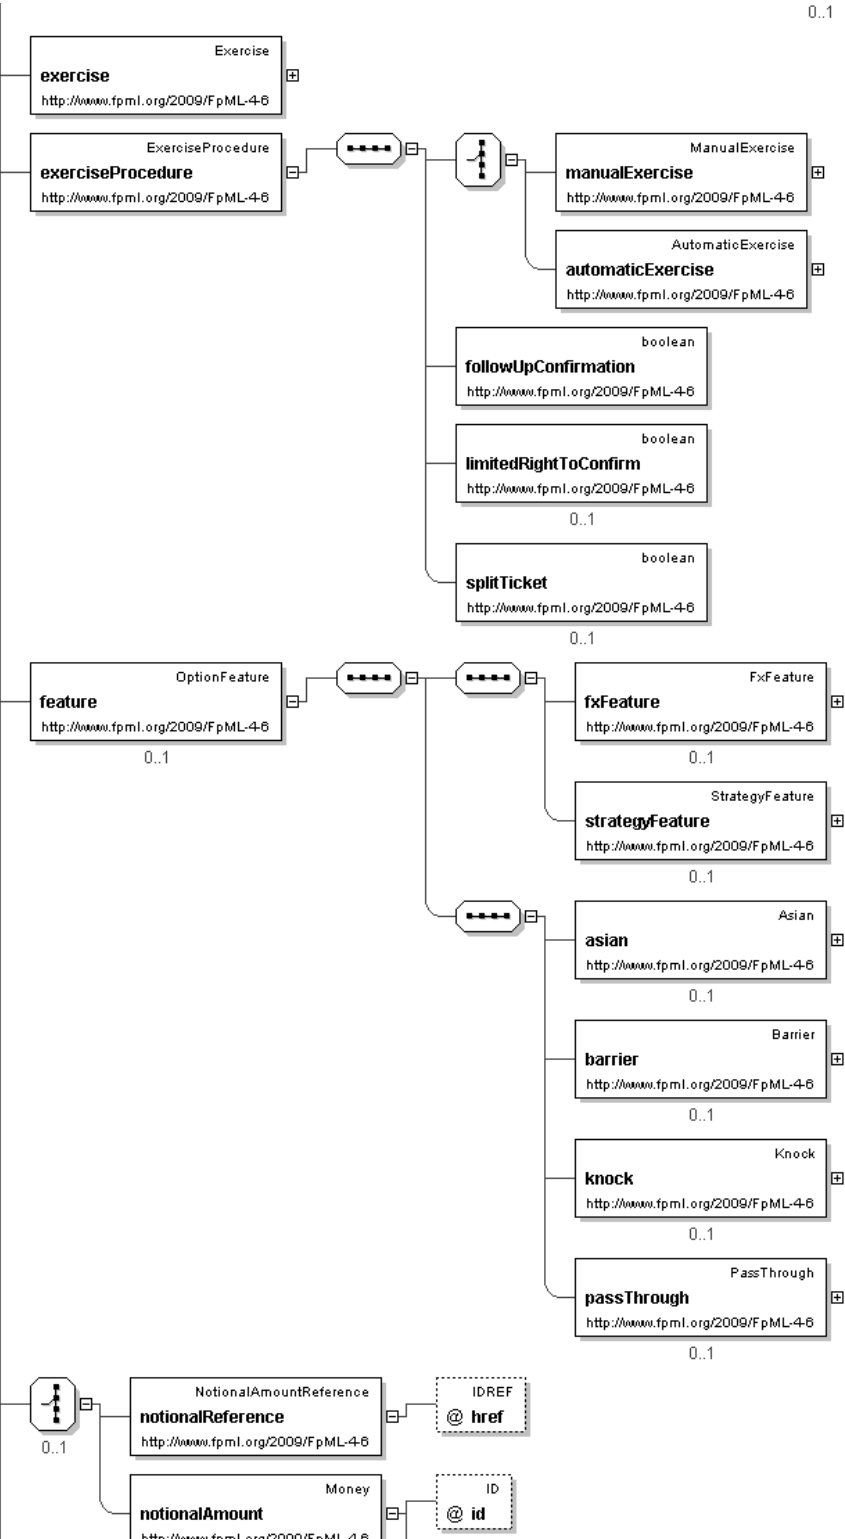 0..1
Exercise
exercise
http://www.fpml.org/2009/FpML-4-6
ExerciseProcedure
exerciseProcedure
http://www.fpml.org/2009/FpML-4-6
ManualExercise
manualExercise
http://www.fpml.org/2009/FpML-4-6
AutomaticExercise
automaticExercise
http://www.fpml.org/2009/FpML-4-6
boolean
followUpConfirmation
http://www.fpml.org/2009/FpML-4-6
boolean
limitedRightToConfirm
http://www.fpml.org/2009/FpML-4-6
0..1
boolean
splitTicket
http://www.fpml.org/2009/FpML-4-6
0..1
OptionFeature
feature
http://www.fpml.org/2009/FpML-4-6
0..1
FxFeature
fxFeature
http://www.fpml.org/2009/FpML-4-6
0..1
StrategyFeature
strategyFeature
http://www.fpml.org/2009/FpML-4-6
0..1
Asian
asian
http://www.fpml.org/2009/FpML-4-6
0..1
Barrier
barrier
http://www.fpml.org/2009/FpML-4-6
0..1
Knock
knock
http://www.fpml.org/2009/FpML-4-6
0..1
PassThrough
passThrough
http://www.fpml.org/2009/FpML-4-6
0..1
0..1
NotionalAmountReference
notionalReference
http://www.fpml.org/2009/FpML-4-6
IDREF
@ href
Money
notionalAmount
http://www.fpml.org/2009/FpML-4-6
ID
@ id